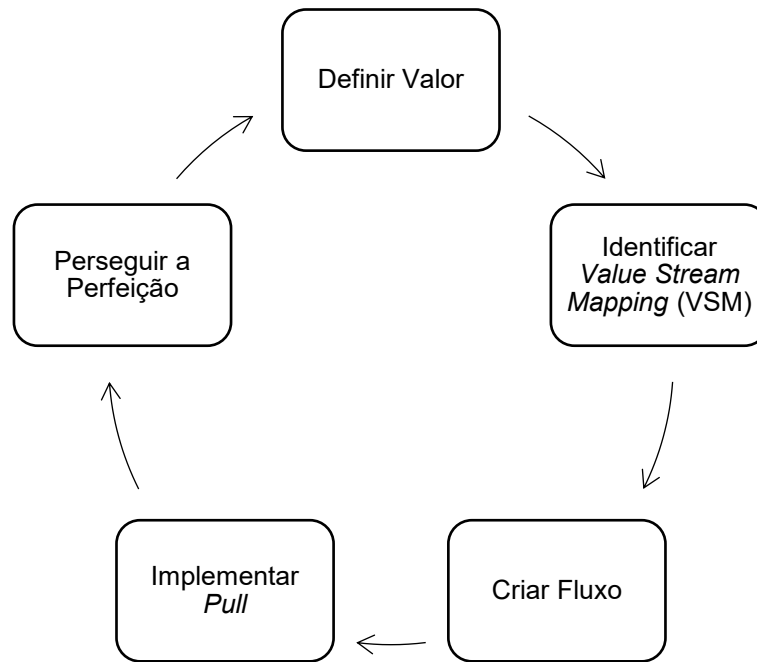 Definir Valor
Identificar
Value Stream
Mapping (VSM)
Criar Fluxo
Implementar
Pull
Perseguir a
Perfeição